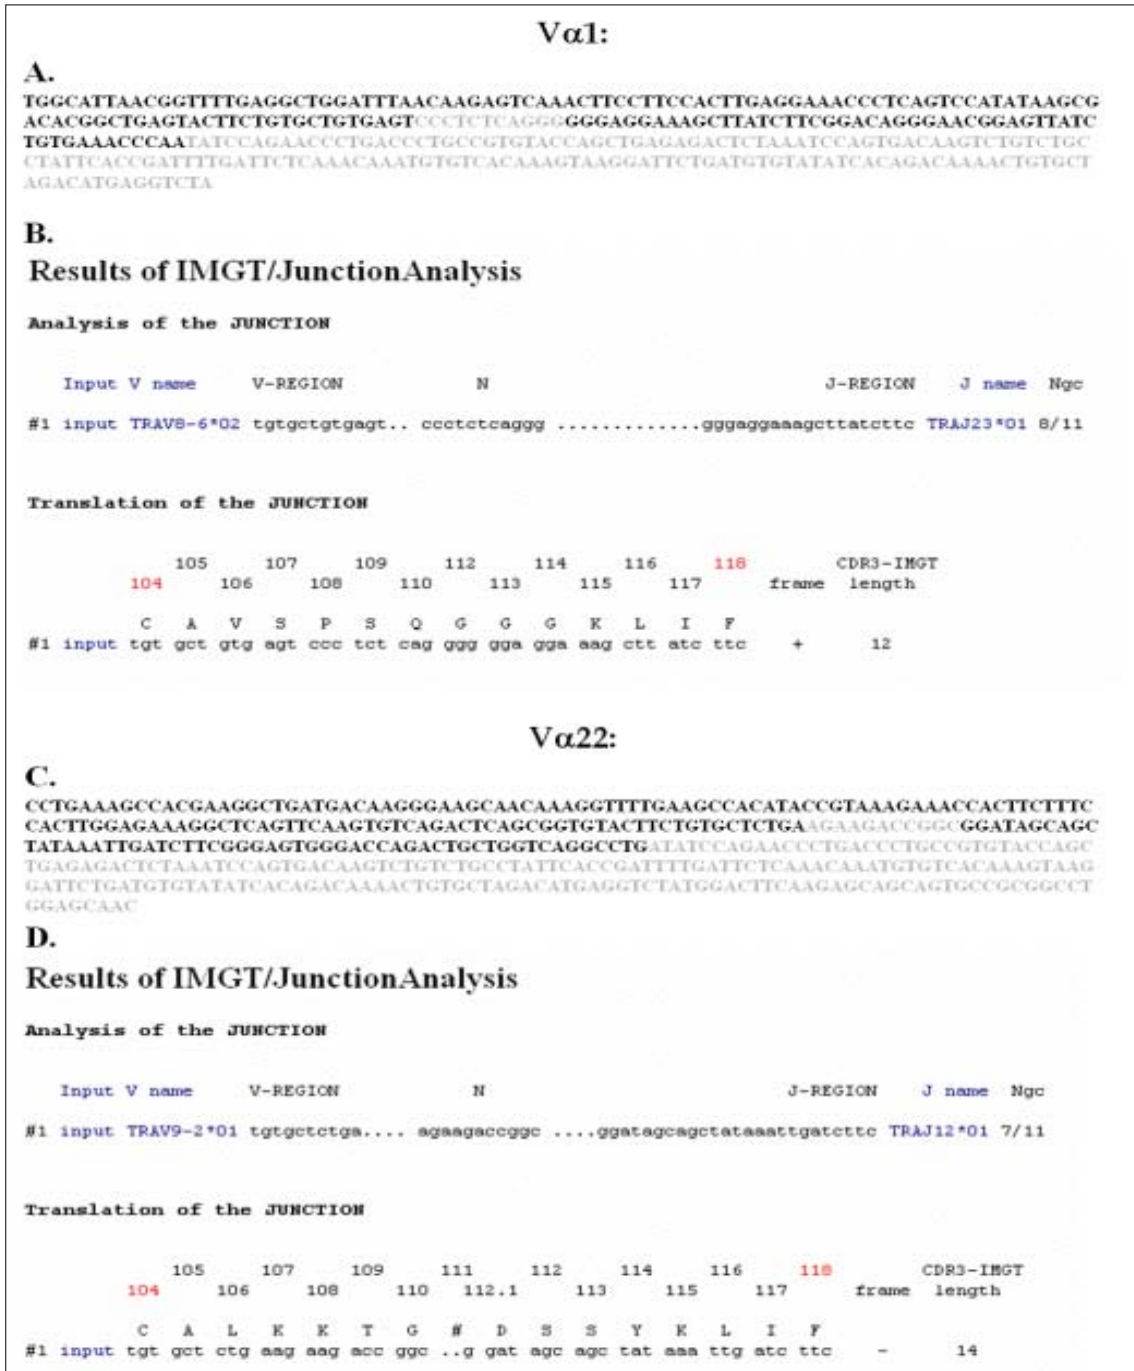 Vα1:
A.
TGGCATTAACGGTTTTGAGGCTGGATTTAACAAGAGTCAAACTTCCTTCCACTTGAGGAAACCCTCAGTCCATATAAGCG
ACACGGCTGAGTACTTCTGTGCTGTGAGTCCCTCTCAGGGGGGAGGAAAGCTTATCTTCGGACAGGGAACGGAGTTATC
TGTGAAACCCAATATCCAGAACCCTGACCCTGCCGTGTACCAGCTGAGAGACTCTAAATCCAGTGACAAGTCTGTCTGC
CTATTCACCGATTTTGATTCTCAAACAAATGTGTCACAAAGTAAGGATTCTGATGTGTATATCACAGACAAAACTGTGCT
AGACATGAGGTCTA
B.
Results of IMGT/JunctionAnalysis
Analysis of the JUNCTION
Input V name V-REGION N J-REGION J name Ngc
#1 input TRAV8-6*02 tgtgctgtgagt.. ccctctcaggg .............gggaggaaagcttatcttc TRAJ23*01 8/11
Translation of the JUNCTION
105 107 109 112 114 116 118 CDR3-IMGT
104 106 108 110 113 115 117 frame length
C A V S P S Q G G G K L I F
#1 input tgt gct gtg agt ccc tct cag ggg gga gga aag ctt atc ttc + 12
Vα22:
C.
CCTGAAAGCCACGAAGGCTGATGACAAGGGAAGCAACAAAGGTTTTGAAGCCACATACCGTAAAGAAACCACTTCTTTC
CACTTGGAGAAAGGCTCAGTTCAAGTGTCAGACTCAGCGGTGTACTTCTGTGCTCTGAAGAAGACCGGCGGATAGCAGC
TATAAATTGATCTTCGGGAGTGGGACCAGACTGCTGGTCAGGCCTGATATCCAGAACCCTGACCCTGCCGTGTACCAGC
TGAGAGACTCTAAATCCAGTGACAAGTCTGTCTGCCTATTCACCGATTTTGATTCTCAAACAAATGTGTCACAAAGTAAG
GATTCTGATGTGTATATCACAGACAAAACTGTGCTAGACATGAGGTCTATGGACTTCAAGAGCAGCAGTGCCGCGGCCT
GGAGCAAC
D.
Results of IMGT/JunctionAnalysis
Analysis of the JUNCTION
Input V name V-REGION N J-REGION J name Ngc
#1 input TRAV9-2*01 tgtgctctga.... agaagaccggc ....ggatagcagctataaattgatcttc TRAJ12*01 7/11
Translation of the JUNCTION
105 107 109 111 112 114 116 118 CDR3-IMGT
104 106 108 110 112.1 113 115 117 frame length
C A L K K T G # D S S Y K L I F
#1 input tgt gct ctg aag aag acc ggc ..g gat agc agc tat aaa ttg atc ttc - 14